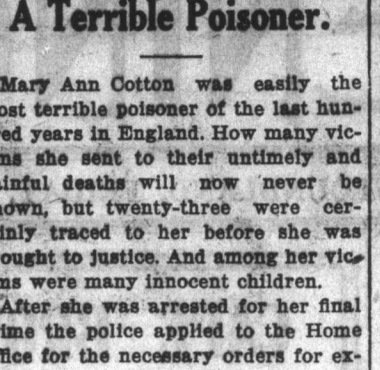 A Terrible Poisoner.
Mary Ann Cotton was easily the
ost terrible poisoner of the last hun-
ed years in England. How many vic-
ms she sent to their untimely and
ainful deaths will now never be
nown, but twenty-three were cer-
inly traced to her before she was
ought to justice. And among her vic-
ms were many innocent children.
After she was arrested for her final
ime the police applied to the Home
fice for the necessary orders for ex-